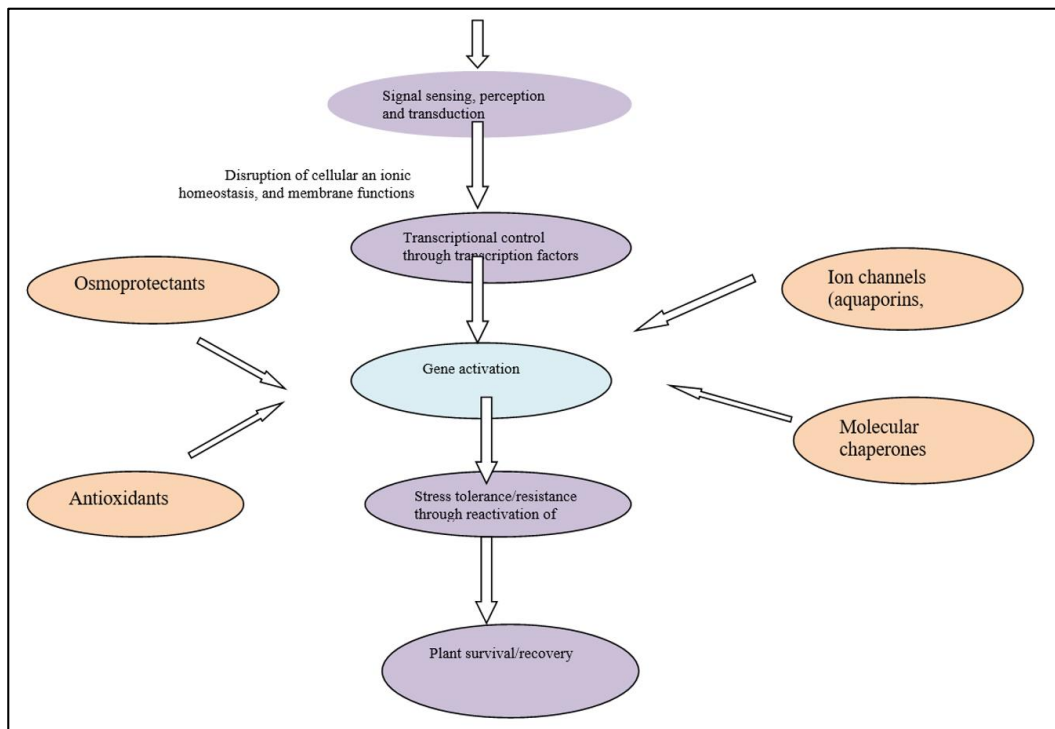 Signal sensing, perception
and transduction
Disruption of cellular an ionic
homeostasis, and membrane functions
Transcriptional control
through transcription factors
Osmoprotectants
Ion channels
(aquaporins,
Gene activation
Molecular
chaperones
Antioxidants
Stress tolerance/resistance
through reactivation of
Plant survival/recovery